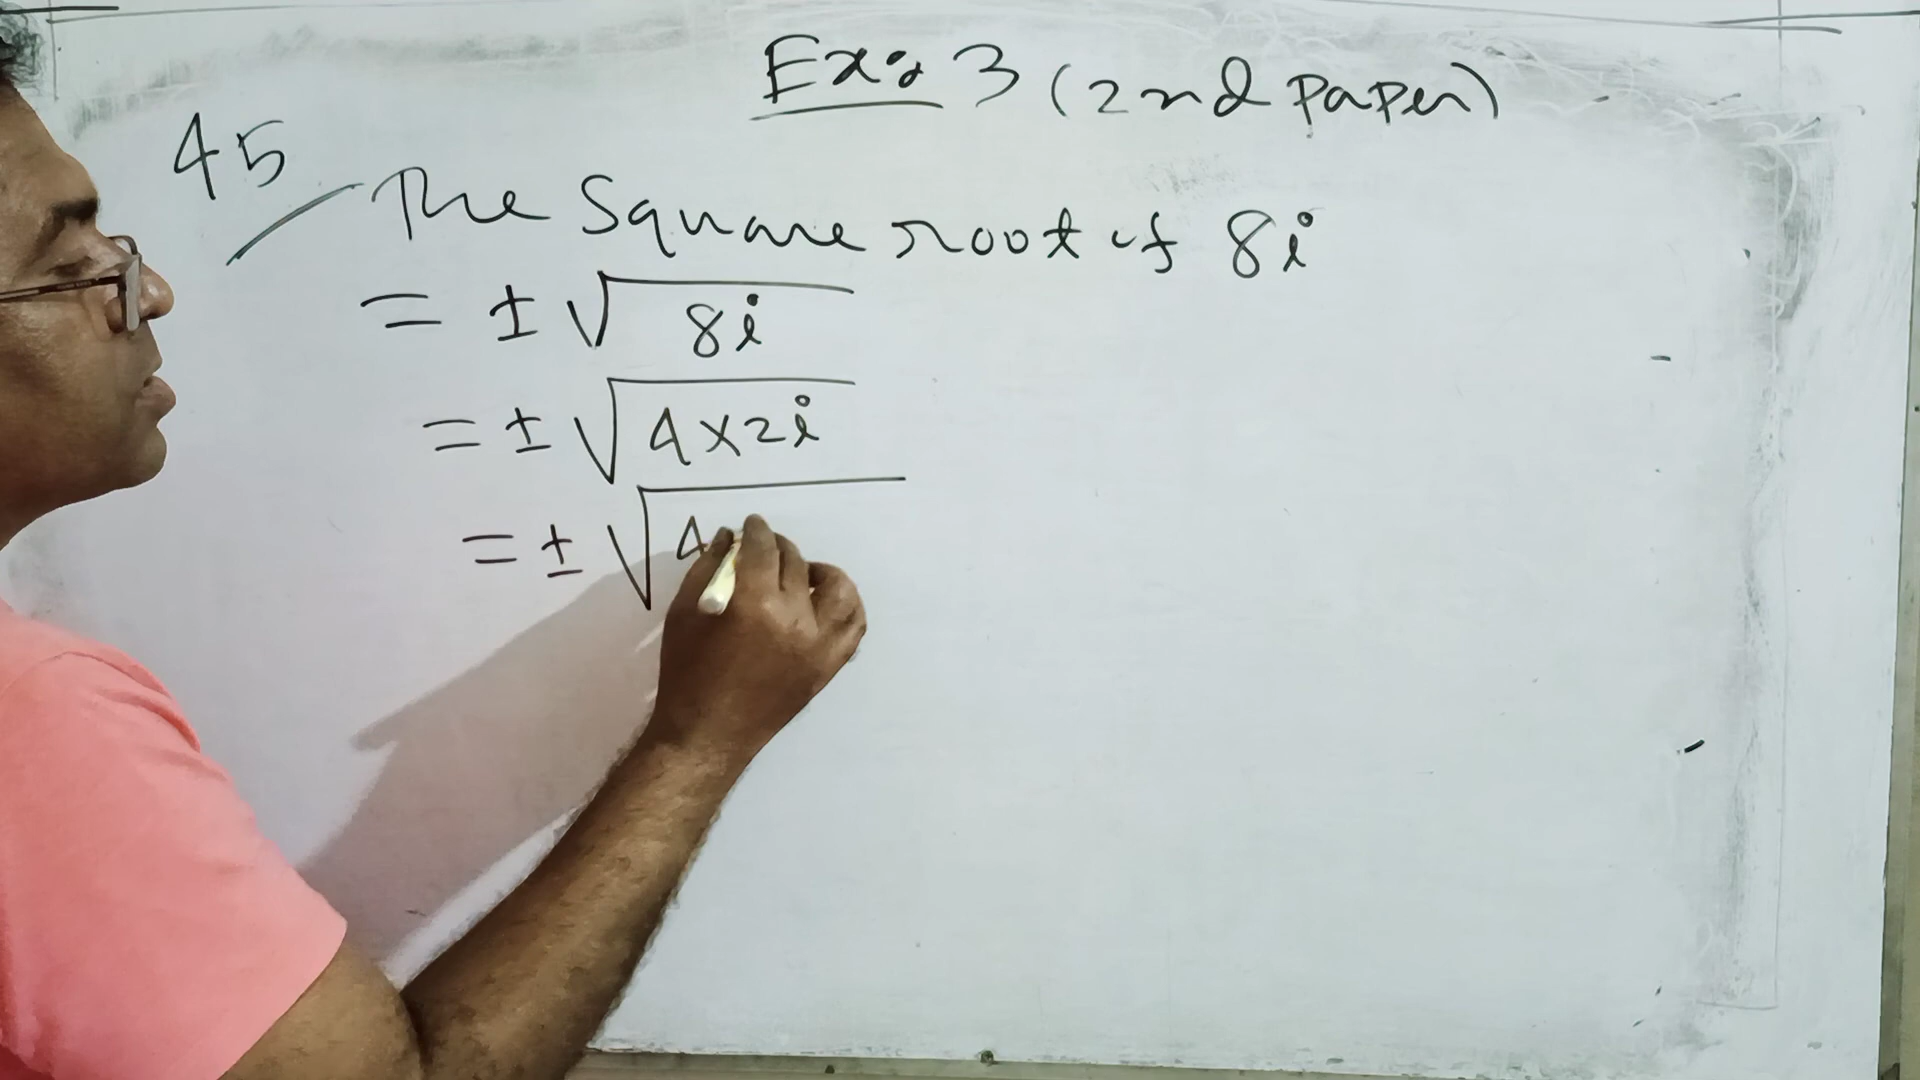 Ex: 3 (2nd Paper)
45
The Square root of 8i
= ± √8i
= ± √4×2i
= ± √4